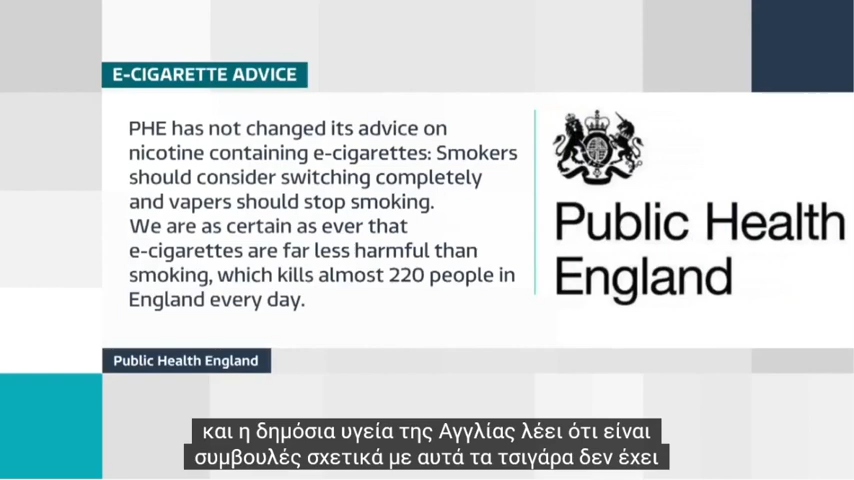 E-CIGARETTE ADVICE
PHE has not changed its advice on
nicotine containing e-cigarettes: Smokers
should consider switching completely
and vapers should stop smoking.
We are as certain as ever that
e-cigarettes are far less harmful than
smoking, which kills almost 220 people in
England every day.
Public Health
England
Public Health England
και η δημόσια υγεία της Αγγλίας λέει ότι είναι
συμβουλές σχετικά με αυτά τα τσιγάρα δεν έχει